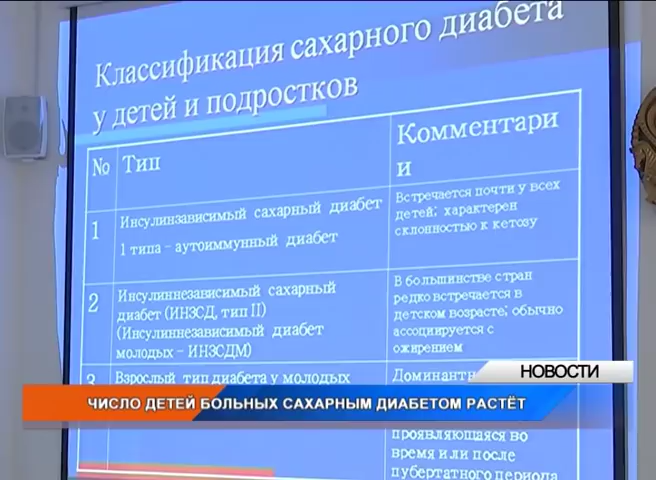 Классификация сахарного диабета
у детей и подростков
№ Тип
Комментари
и
1
Инсулинзависимый сахарный диабет
1 типа - аутоиммунный диабет
Встречается почти у всех
детей; характерен
склонностью к кетозу
2
Инсулиннезависимый сахарный
диабет (ИНЗСД, тип II)
(Инсулиннезависимый диабет
молодых - ИНЗСДМ)
В большинстве стран
редко встречается в
детском возрасте; обычно
ассоциируется с
ожирением
3
Взрослый тип диабета у молодых
проявляющаяся во
время или после
пубертатного периода
НОВОСТИ
ЧИСЛО ДЕТЕЙ БОЛЬНЫХ САХАРНЫМ ДИАБЕТОМ РАСТЁТ